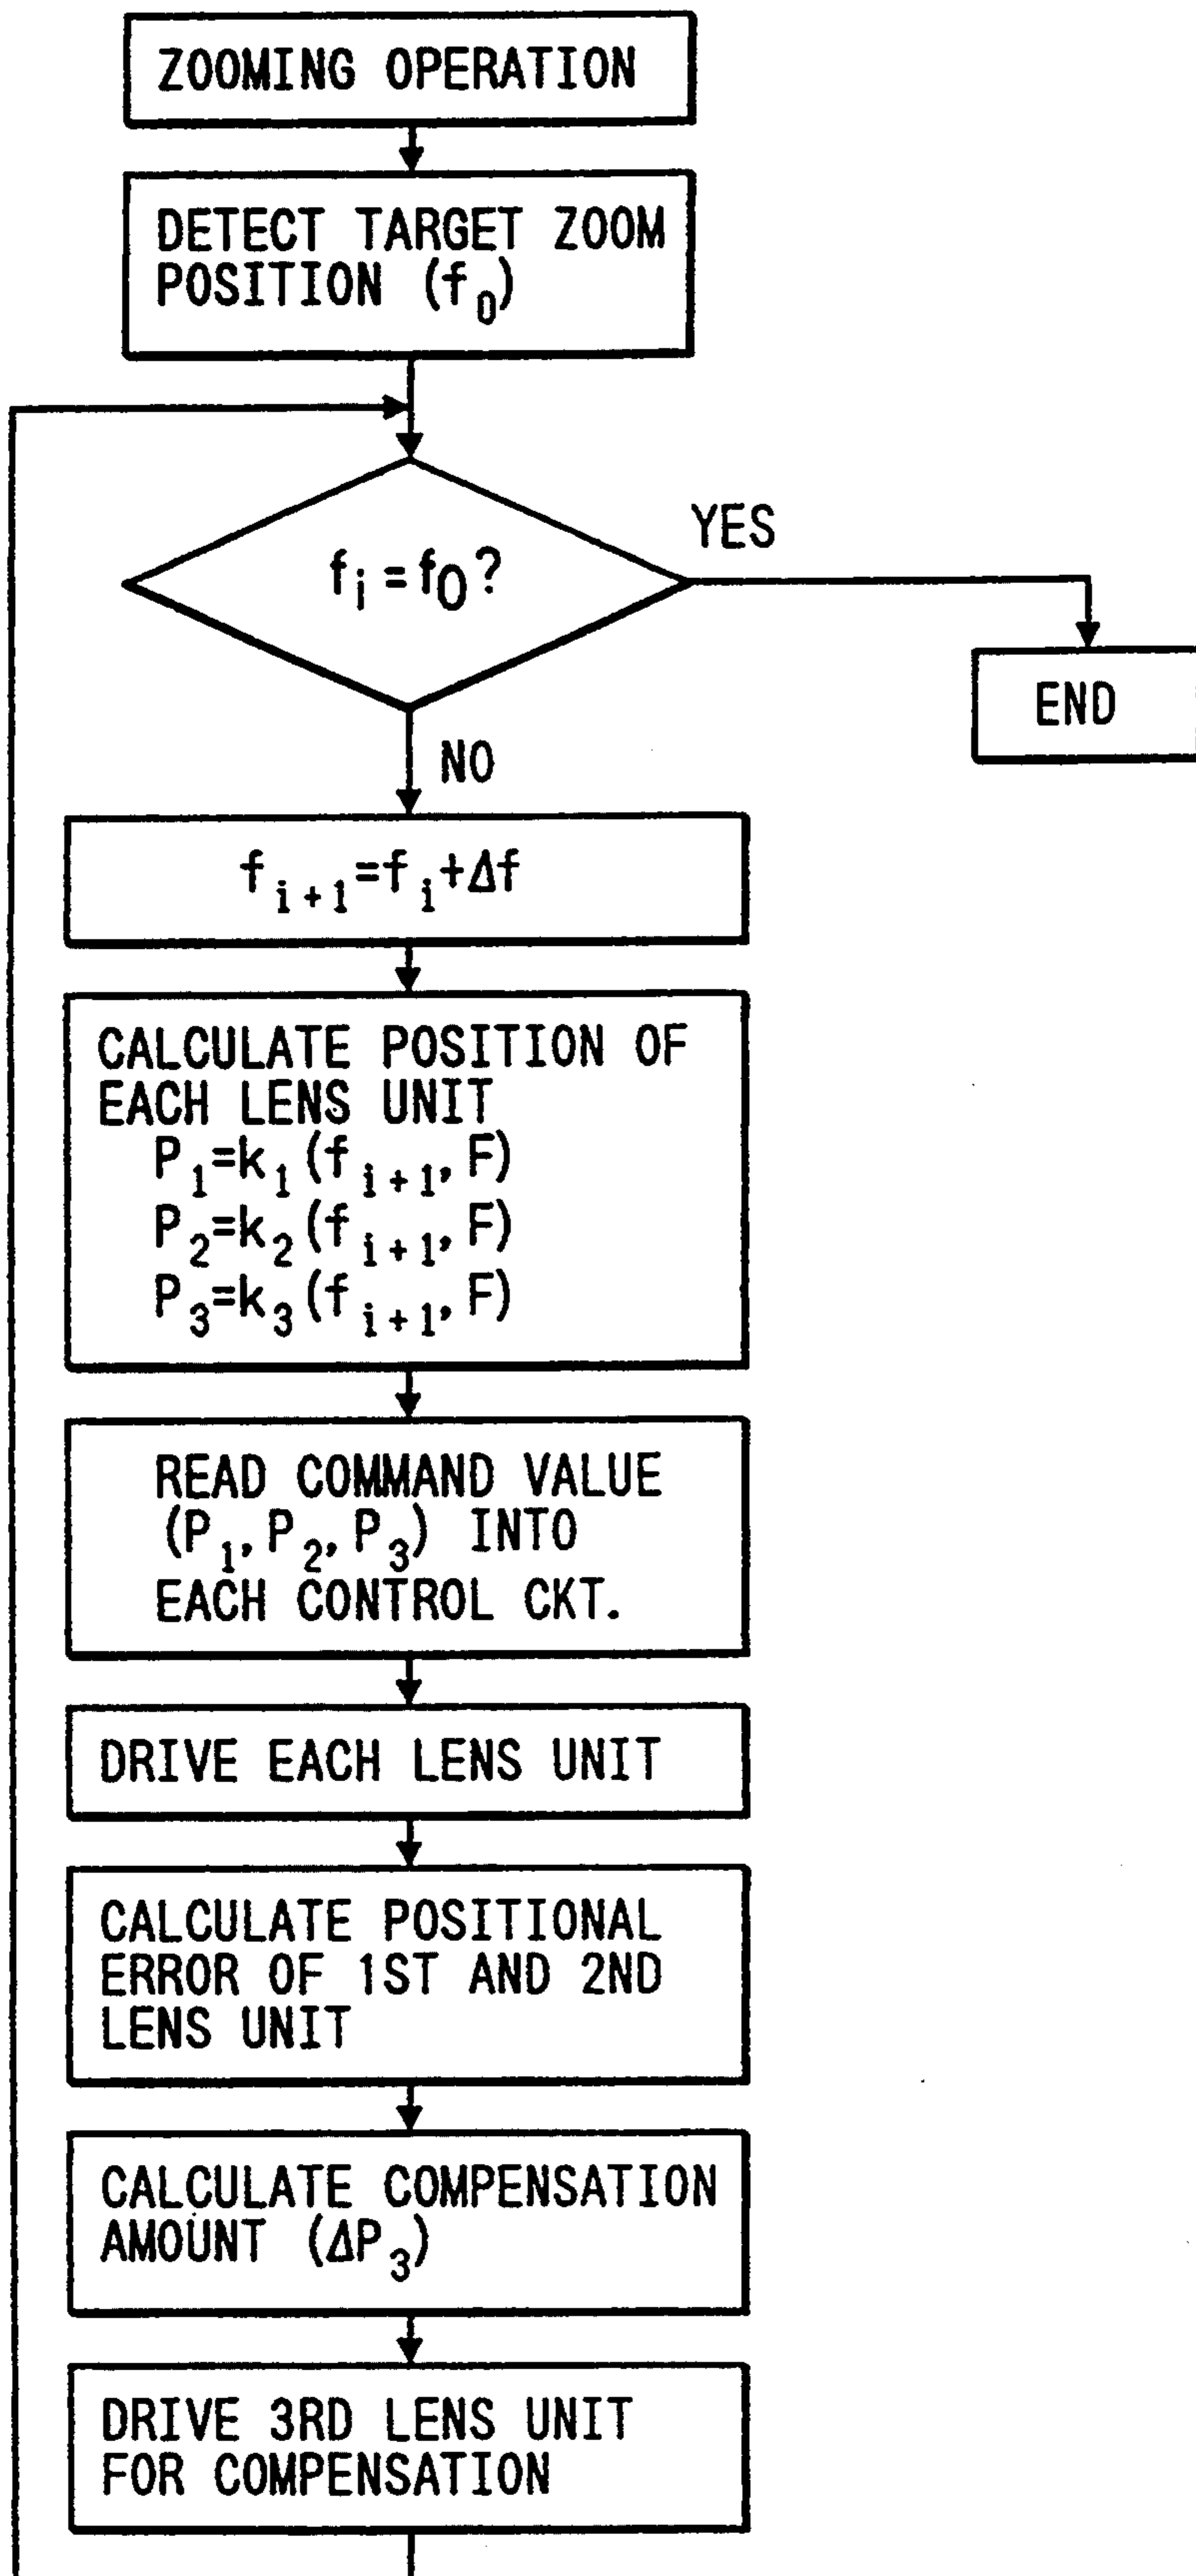 ZOOMING OPERATION
DETECT TARGET ZOOM
POSITION (f₀)
fᵢ=f₀?
YES
END
NO
fᵢ₊₁=fᵢ+Δf
CALCULATE POSITION OF
EACH LENS UNIT
P₁=k₁(fᵢ₊₁,F)
P₂=k₂(fᵢ₊₁,F)
P₃=k₃(fᵢ₊₁,F)
READ COMMAND VALUE
(P₁,P₂,P₃) INTO
EACH CONTROL CKT.
DRIVE EACH LENS UNIT
CALCULATE POSITIONAL
ERROR OF 1ST AND 2ND
LENS UNIT
CALCULATE COMPENSATION
AMOUNT (ΔP₃)
DRIVE 3RD LENS UNIT
FOR COMPENSATION